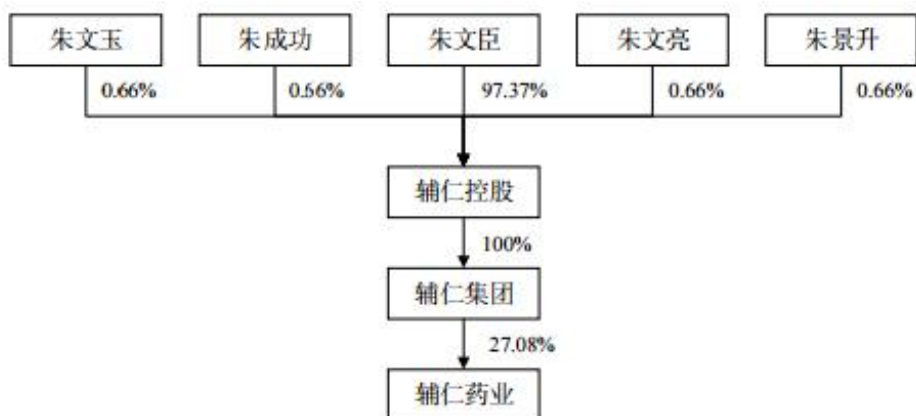 朱文玉 朱成功 朱文臣 朱文亮 朱景升
0.66% 0.66% 97.37% 0.66% 0.66%
辅仁控股
100%
辅仁集团
27.08%
辅仁药业